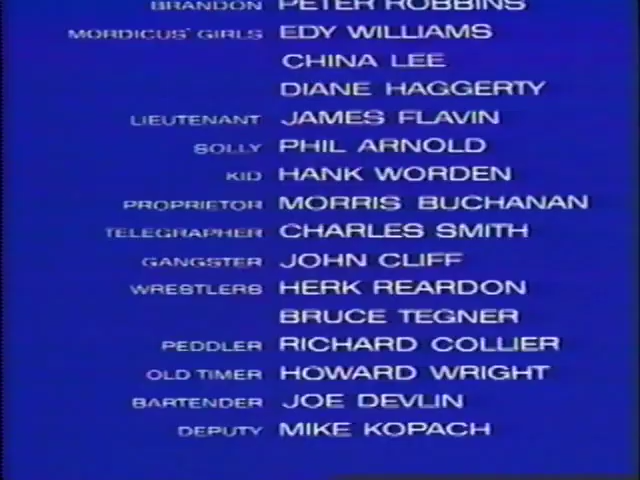 BRANDON PETER ROBBINS
MORDICUS' GIRLS EDY WILLIAMS
CHINA LEE
DIANE HAGGERTY
LIEUTENANT JAMES FLAVIN
SOLLY PHIL ARNOLD
KID HANK WORDEN
PROPRIETOR MORRIS BUCHANAN
TELEGRAPHER CHARLES SMITH
GANGSTER JOHN CLIFF
WRESTLERS HERK REARDON
BRUCE TEGNER
PEDDLER RICHARD COLLIER
OLD TIMER HOWARD WRIGHT
BARTENDER JOE DEVLIN
DEPUTY MIKE KOPACH